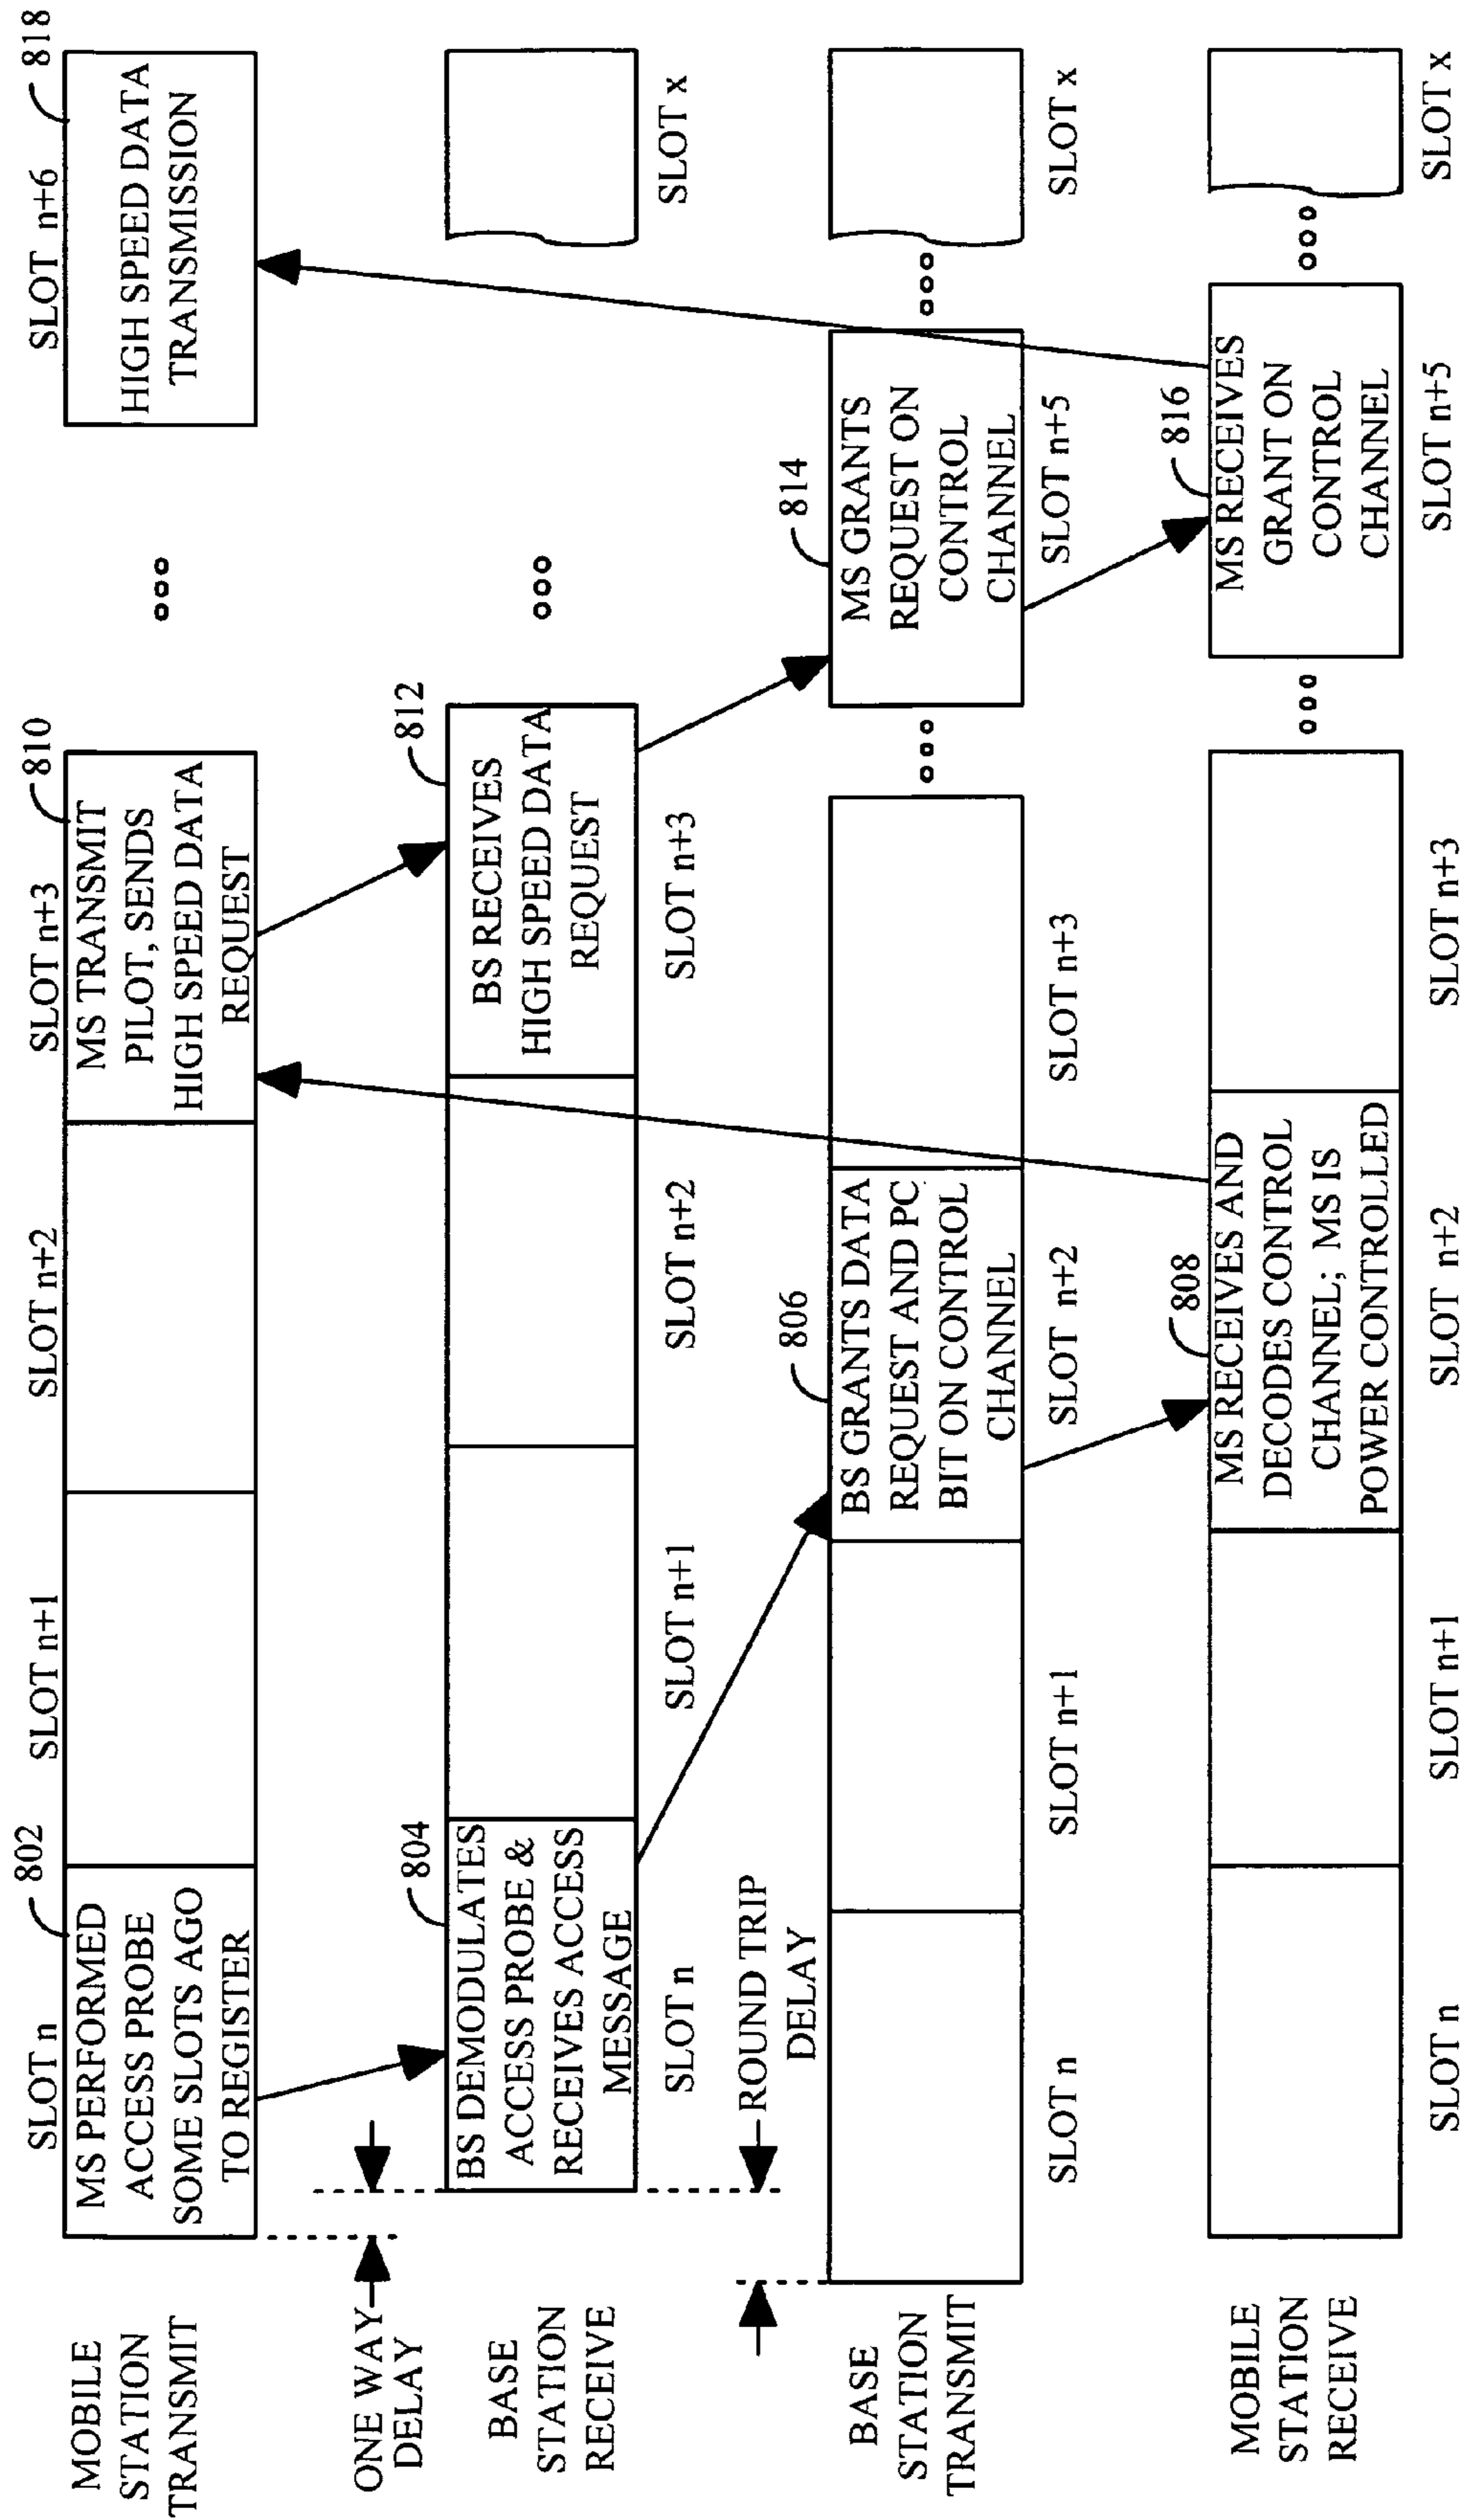 MOBILE
STATION
TRANSMIT
SLOT n
802
MS PERFORMED
ACCESS PROBE
SOME SLOTS AGO
TO REGISTER
SLOT n+1
SLOT n+2
SLOT n+3
810
MS TRANSMIT
PILOT, SENDS
HIGH SPEED DATA
REQUEST
SLOT n+6
818
HIGH SPEED DATA
TRANSMISSION
ONE WAY
DELAY
BASE
STATION
RECEIVE
804
BS DEMODULATES
ACCESS PROBE &
RECEIVES ACCESS
MESSAGE
812
BS RECEIVES
HIGH SPEED DATA
REQUEST
SLOT n
SLOT n+1
SLOT n+2
SLOT n+3
SLOT x
ROUND TRIP
DELAY
BASE
STATION
TRANSMIT
806
BS GRANTS DATA
REQUEST AND PC
BIT ON CONTROL
CHANNEL
814
MS GRANTS
REQUEST ON
CONTROL
CHANNEL
SLOT n
SLOT n+1
SLOT n+2
SLOT n+3
SLOT n+5
SLOT x
MOBILE
STATION
RECEIVE
808
MS RECEIVES AND
DECODES CONTROL
CHANNEL; MS IS
POWER CONTROLLED
816
MS RECEIVES
GRANT ON
CONTROL
CHANNEL
SLOT n
SLOT n+1
SLOT n+2
SLOT n+3
SLOT n+5
SLOT x